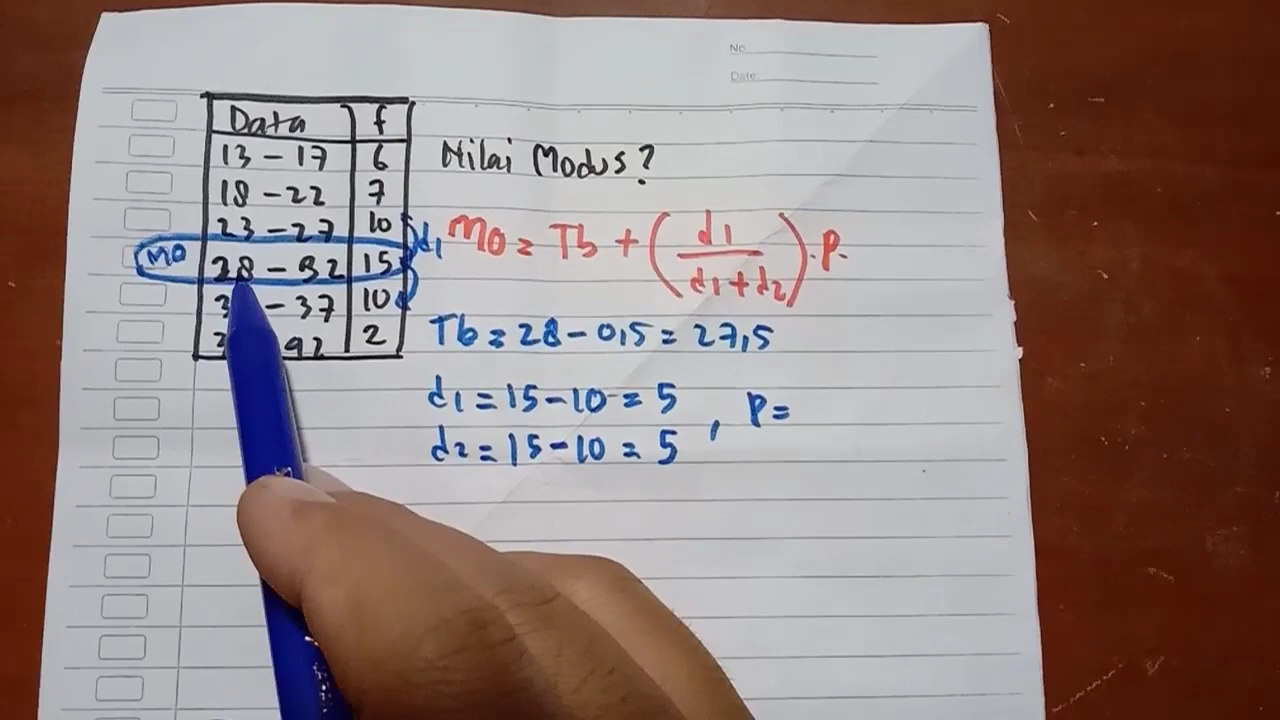 No
Date
Data f
13 - 17 6
18 - 22 7
23 - 27 10
Mo 28 - 32 15
- 37 10
2
d1
Nilai Modus?
Mo = Tb + (d1 / d1 + d2) . P.
Tb = 28 - 0,5 = 27,5
d1 = 15 - 10 = 5
d2 = 15 - 10 = 5 , P =